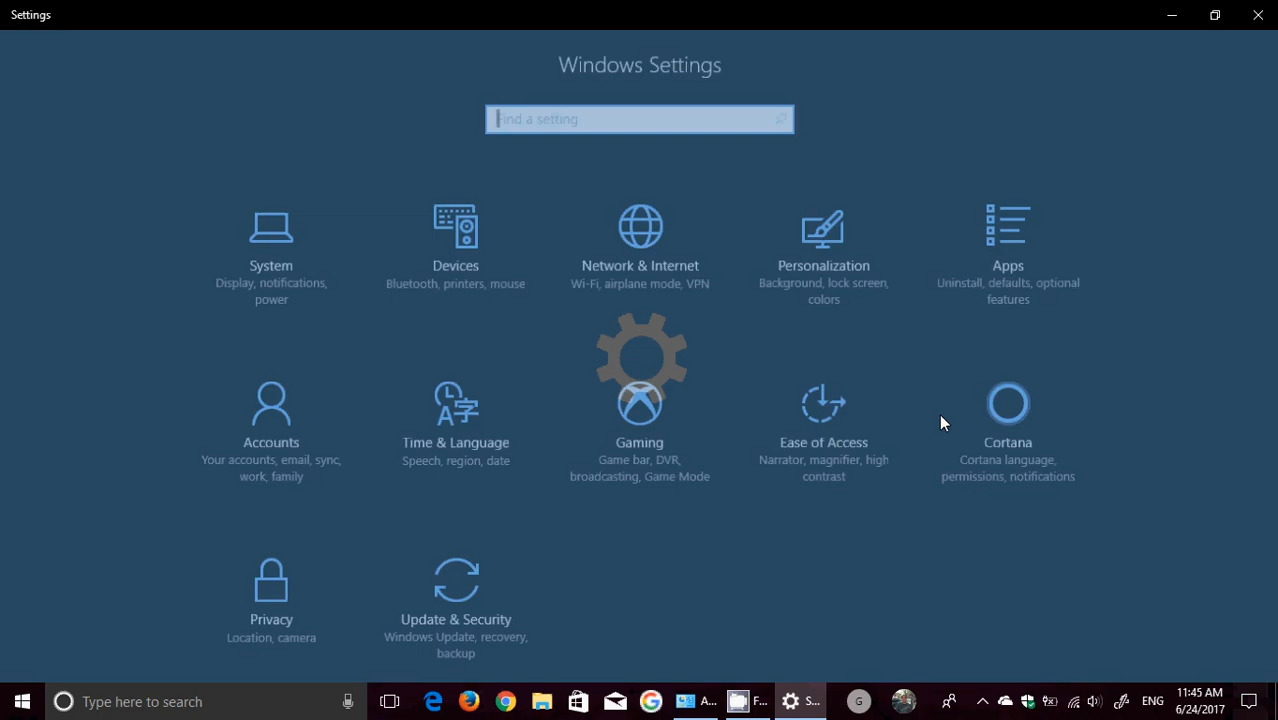 Settings
Windows Settings
Find a setting
System
Display, notifications,
power
Devices
Bluetooth, printers, mouse
Network & Internet
Wi-Fi, airplane mode, VPN
Personalization
Background, lock screen,
colors
Apps
Uninstall, defaults, optional
features
Accounts
Your accounts, email, sync,
work, family
Time & Language
Speech, region, date
Gaming
Game bar, DVR,
broadcasting, Game Mode
Ease of Access
Narrator, magnifier, high
contrast
Cortana
Cortana language,
permissions, notifications
Privacy
Location, camera
Update & Security
Windows Update, recovery,
backup
Type here to search
A...
F...
S...
G
ENG
11:45 AM
6/24/2017